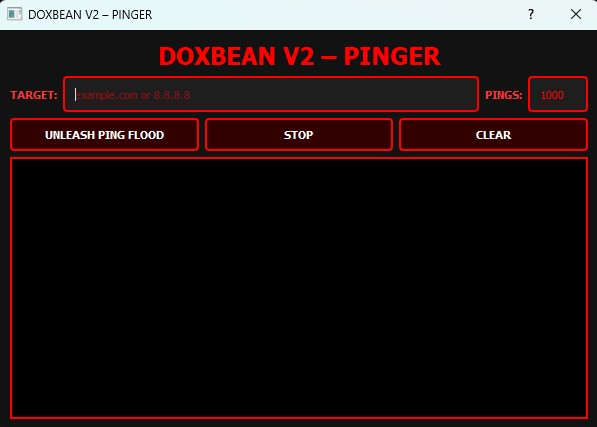 DOXBEAN V2 – PINGER
?
DOXBEAN V2 – PINGER
TARGET: example.com or 8.8.8.8 PINGS: 1000
UNLEASH PING FLOOD STOP CLEAR